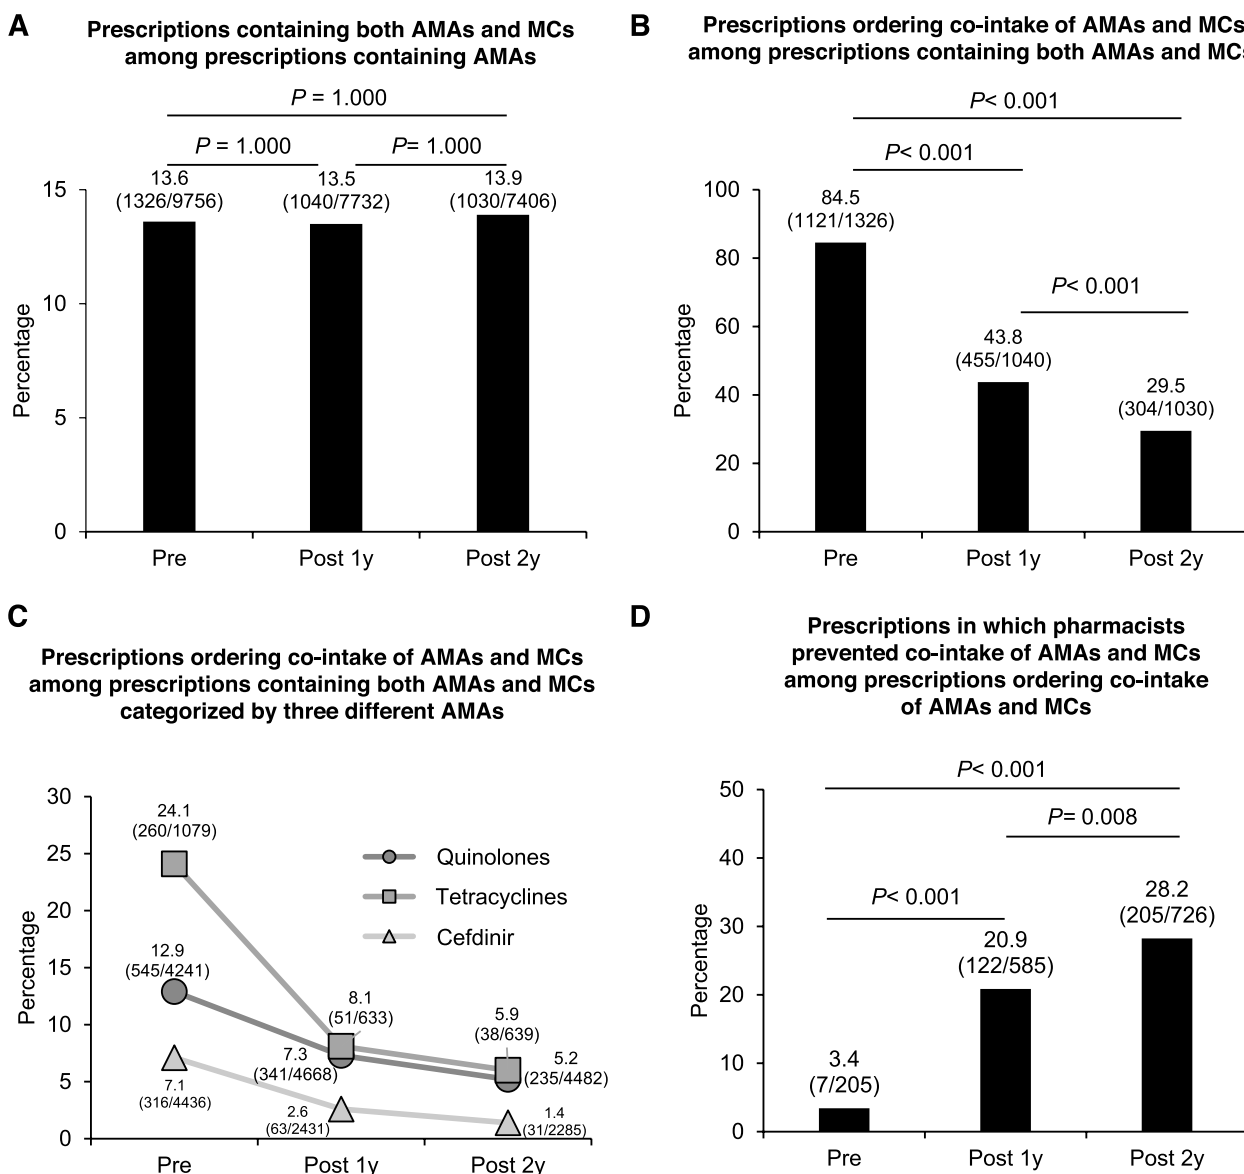 A
Prescriptions containing both AMAs and MCs
among prescriptions containing AMAs
P = 1.000
P = 1.000
P= 1.000
13.6
(1326/9756)
13.5
(1040/7732)
13.9
(1030/7406)
15
10
5
0
Percentage
Pre
Post 1y
Post 2y
B
Prescriptions ordering co-intake of AMAs and MCs
among prescriptions containing both AMAs and MCs
P< 0.001
P< 0.001
P< 0.001
84.5
(1121/1326)
43.8
(455/1040)
29.5
(304/1030)
100
80
60
40
20
0
Percentage
Pre
Post 1y
Post 2y
C
Prescriptions ordering co-intake of AMAs and MCs
among prescriptions containing both AMAs and MCs
categorized by three different AMAs
30
25
20
15
10
5
0
Percentage
24.1
(260/1079)
12.9
(545/4241)
7.1
(316/4436)
8.1
(51/633)
7.3
(341/4668)
2.6
(63/2431)
5.9
(38/639)
5.2
(235/4482)
1.4
(31/2285)
Quinolones
Tetracyclines
Cefdinir
Pre
Post 1y
Post 2y
D
Prescriptions in which pharmacists
prevented co-intake of AMAs and MCs
among prescriptions ordering co-intake
of AMAs and MCs
P< 0.001
P= 0.008
P< 0.001
3.4
(7/205)
20.9
(122/585)
28.2
(205/726)
50
40
30
20
10
0
Percentage
Pre
Post 1y
Post 2y